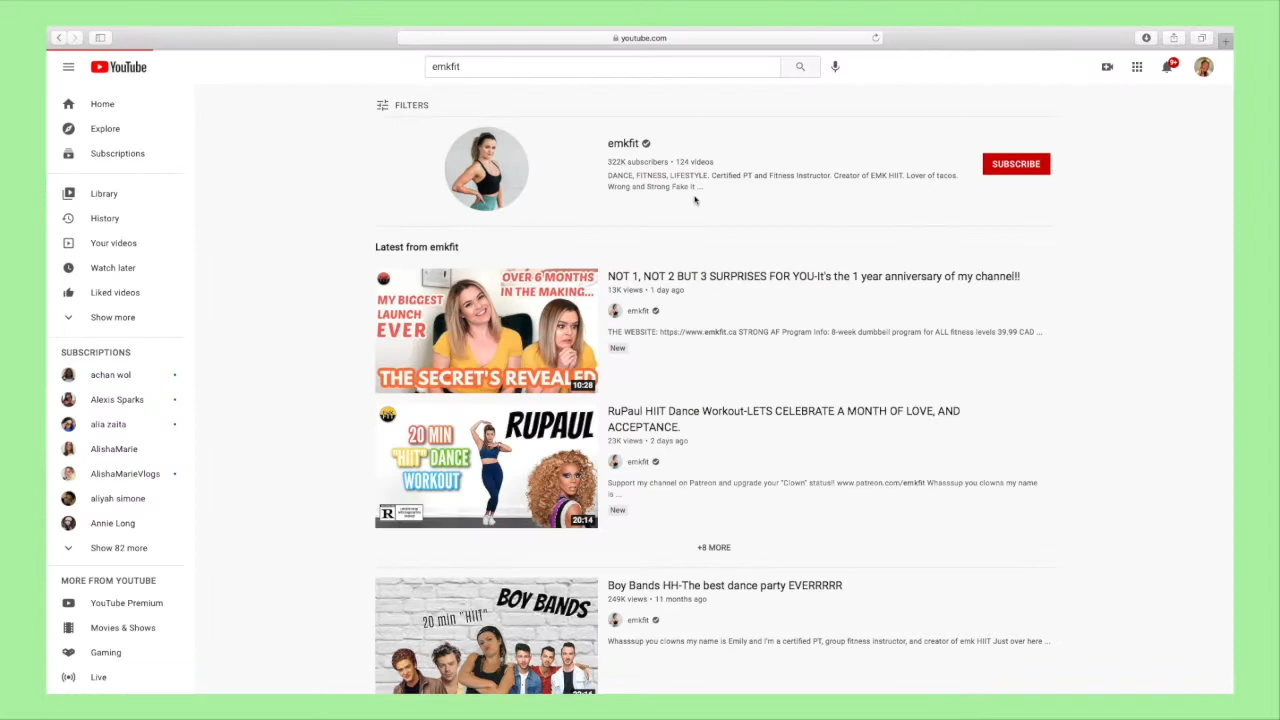 youtube.com
YouTube
emkfit
9+
Home
Explore
Subscriptions
Library
History
Your videos
Watch later
Liked videos
Show more
SUBSCRIPTIONS
achan wol
Alexis Sparks
alia zaita
AlishaMarie
AlishaMarieVlogs
aliyah simone
Annie Long
Show 82 more
MORE FROM YOUTUBE
YouTube Premium
Movies & Shows
Gaming
Live
FILTERS
emkfit
322K subscribers • 124 videos
DANCE, FITNESS, LIFESTYLE. Certified PT and Fitness Instructor. Creator of EMK HIIT. Lover of tacos.
Wrong and Strong Fake It ...
SUBSCRIBE
Latest from emkfit
MY BIGGEST
LAUNCH
EVER
OVER 6 MONTHS
IN THE MAKING...
THE SECRET'S REVEALED
10:28
NOT 1, NOT 2 BUT 3 SURPRISES FOR YOU-It's the 1 year anniversary of my channel!!
13K views • 1 day ago
emkfit
THE WEBSITE: https://www.emkfit.ca STRONG AF Program Info: 8-week dumbbell program for ALL fitness levels 39.99 CAD ...
New
RUPAUL
20 MIN
"HIIT" DANCE
WORKOUT
R
20:14
RuPaul HIIT Dance Workout-LETS CELEBRATE A MONTH OF LOVE, AND
ACCEPTANCE.
23K views • 2 days ago
emkfit
Support my channel on Patreon and upgrade your "Clown" status!! www.patreon.com/emkfit Whasssup you clowns my name
is ...
New
+8 MORE
BOY BANDS
20 min "HIIT"
Boy Bands HH-The best dance party EVERRRRR
249K views • 11 months ago
emkfit
Whasssup you clowns my name is Emily and I'm a certified PT, group fitness instructor, and creator of emk HIIT Just over here ...